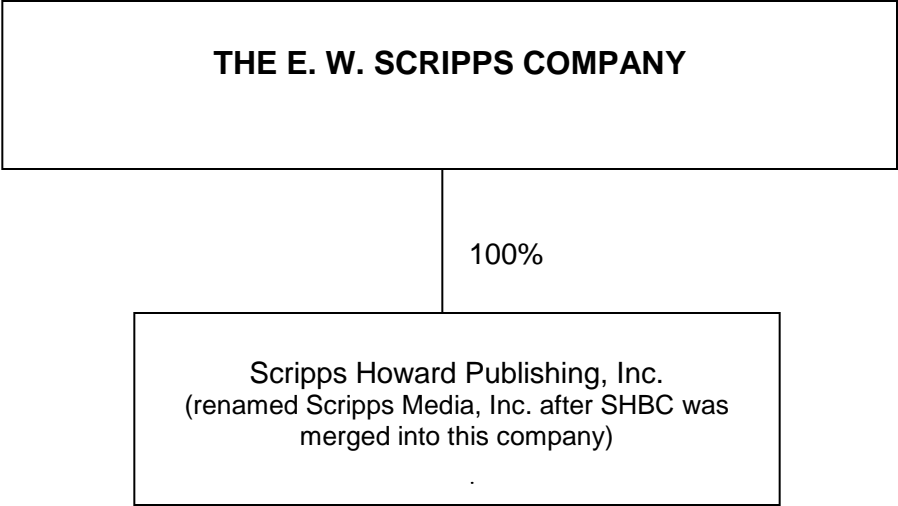 THE E. W. SCRIPPS COMPANY
100%
Scripps Howard Publishing, Inc.
(renamed Scripps Media, Inc. after SHBC was
merged into this company)
.